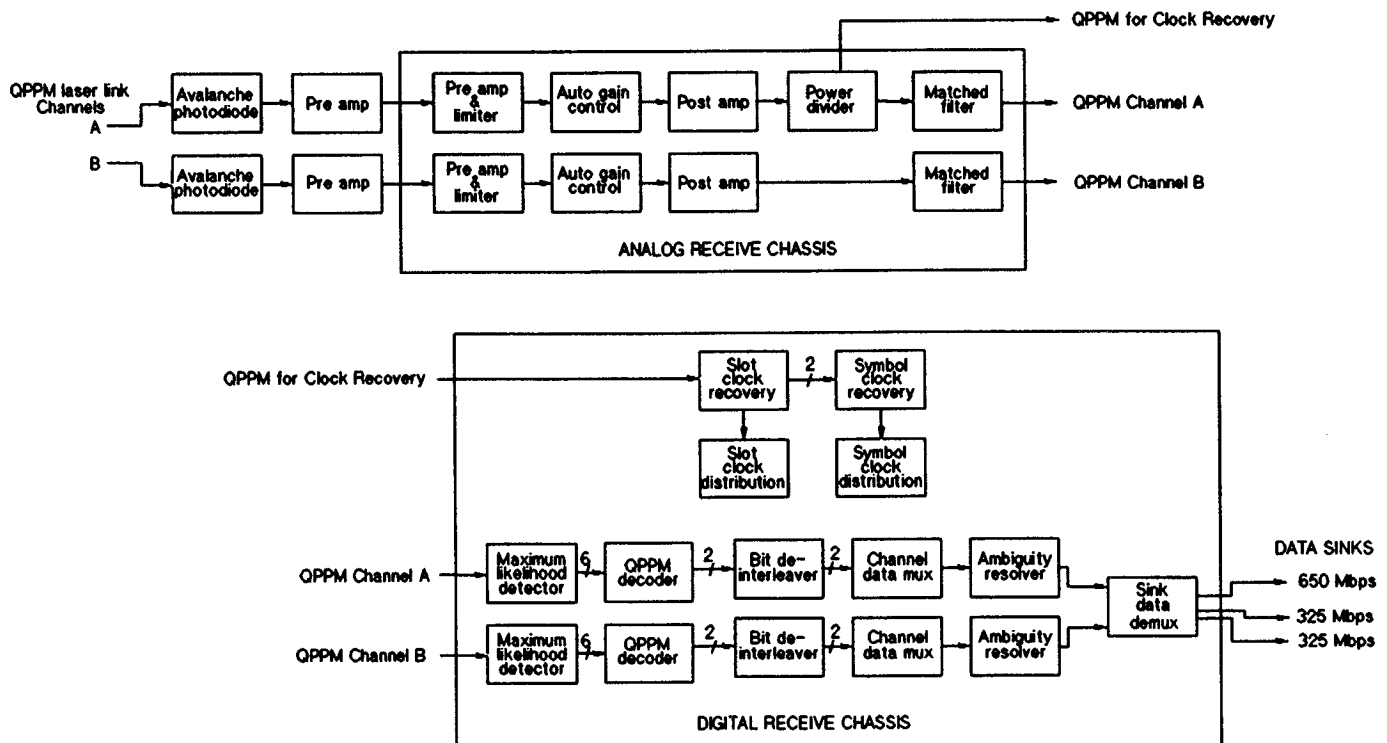 QPPM for Clock Recovery
QPPM laser link
Channels
A
Avalanche
photodiode
Pre amp
Pre amp
&
limiter
Auto gain
control
Post amp
Power
divider
Matched
filter
QPPM Channel A
B
Avalanche
photodiode
Pre amp
Pre amp
&
limiter
Auto gain
control
Post amp
Matched
filter
QPPM Channel B
ANALOG RECEIVE CHASSIS
QPPM for Clock Recovery
Slot
clock
recovery
2
Symbol
clock
recovery
Slot
clock
distribution
Symbol
clock
distribution
QPPM Channel A
Maximum
likelihood
detector
6
QPPM
decoder
2
Bit de-
interleaver
2
Channel
data mux
Ambiguity
resolver
Sink
data
demux
DATA SINKS
650 Mbps
325 Mbps
325 Mbps
QPPM Channel B
Maximum
likelihood
detector
6
QPPM
decoder
2
Bit de-
interleaver
2
Channel
data mux
Ambiguity
resolver
DIGITAL RECEIVE CHASSIS